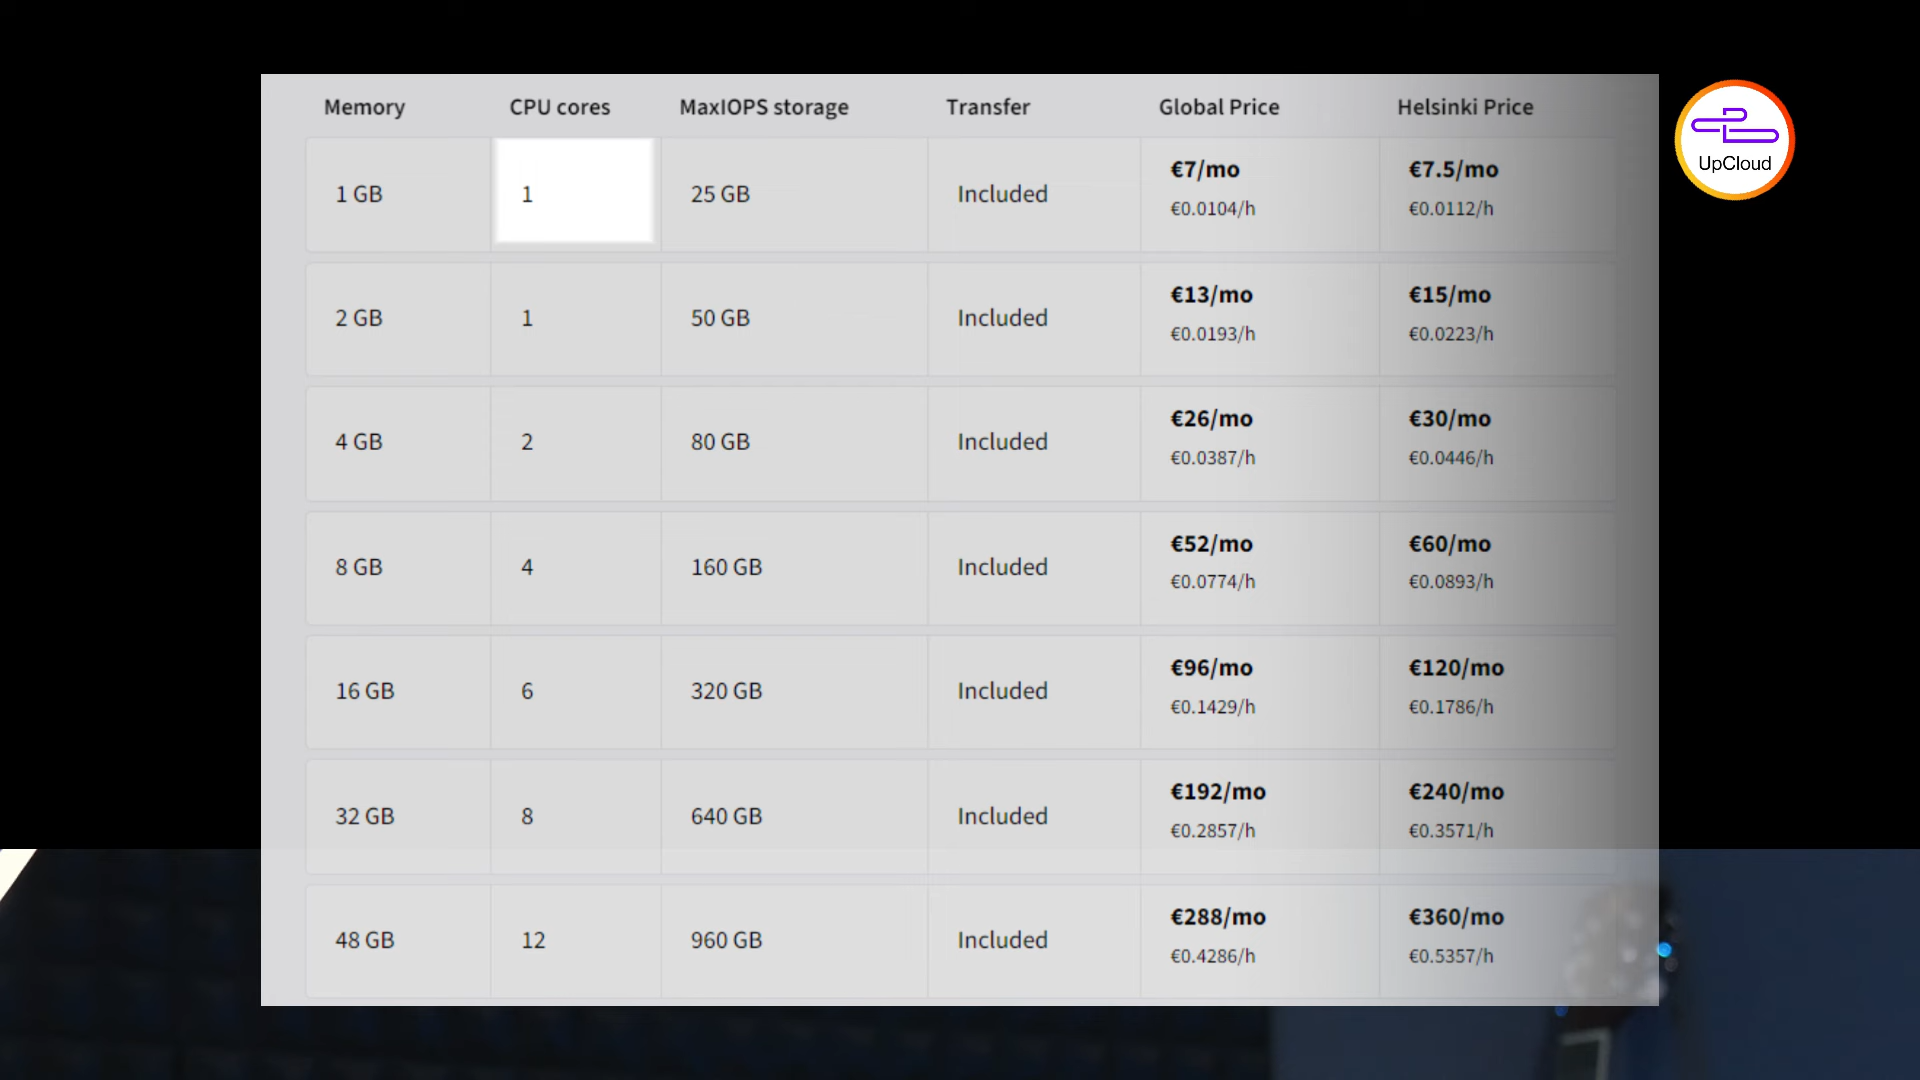 Memory CPU cores MaxIOPS storage Transfer Global Price Helsinki Price
UpCloud
1 GB 1 25 GB Included €7/mo €7.5/mo
€0.0104/h €0.0112/h
2 GB 1 50 GB Included €13/mo €15/mo
€0.0193/h €0.0223/h
4 GB 2 80 GB Included €26/mo €30/mo
€0.0387/h €0.0446/h
8 GB 4 160 GB Included €52/mo €60/mo
€0.0774/h €0.0893/h
16 GB 6 320 GB Included €96/mo €120/mo
€0.1429/h €0.1786/h
32 GB 8 640 GB Included €192/mo €240/mo
€0.2857/h €0.3571/h
48 GB 12 960 GB Included €288/mo €360/mo
€0.4286/h €0.5357/h